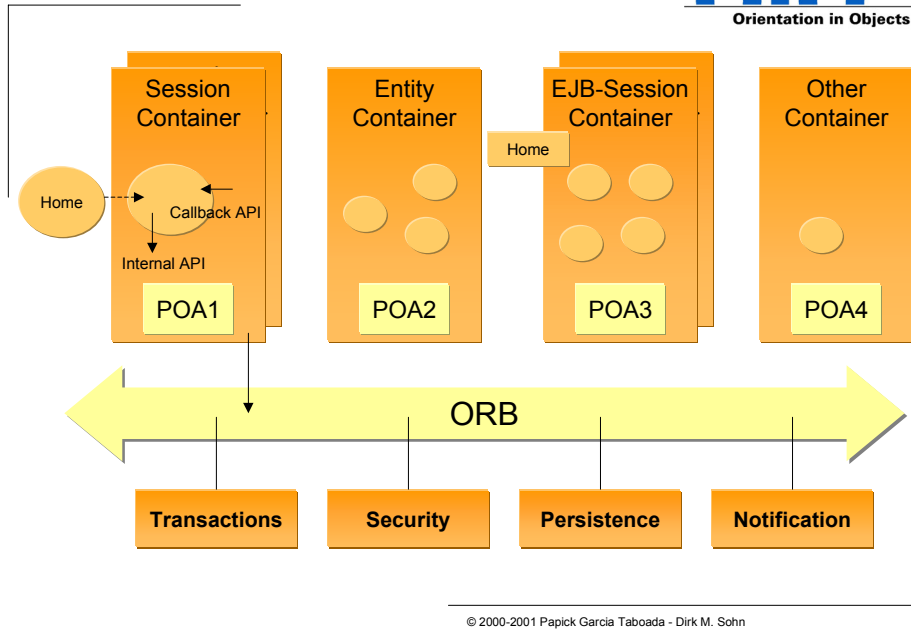 Orientation in Objects
Session
Container
Entity
Container
EJB-Session
Container
Other
Container
Home
Home
Callback API
Internal API
POA1
POA2
POA3
POA4
ORB
Transactions
Security
Persistence
Notification
© 2000-2001 Papick Garcia Taboada - Dirk M. Sohn